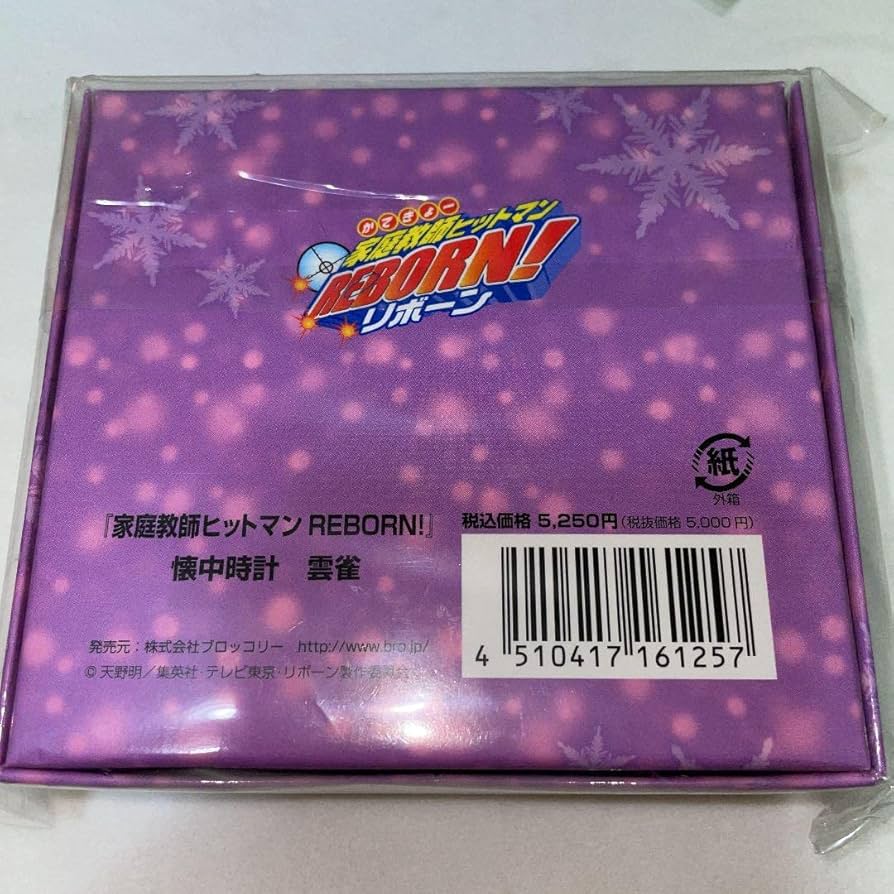 かてきょー
家庭教師ヒットマン
REBORN!
リボーン
紙
外箱
『家庭教師ヒットマン REBORN!』
懐中時計 雲雀
税込価格 5,250円(税抜価格 5,000円)
発売元:株式会社ブロッコリー http://www.bro.jp/
© 天野明/集英社・テレビ東京・リボーン製作委員会
4 510417 161257